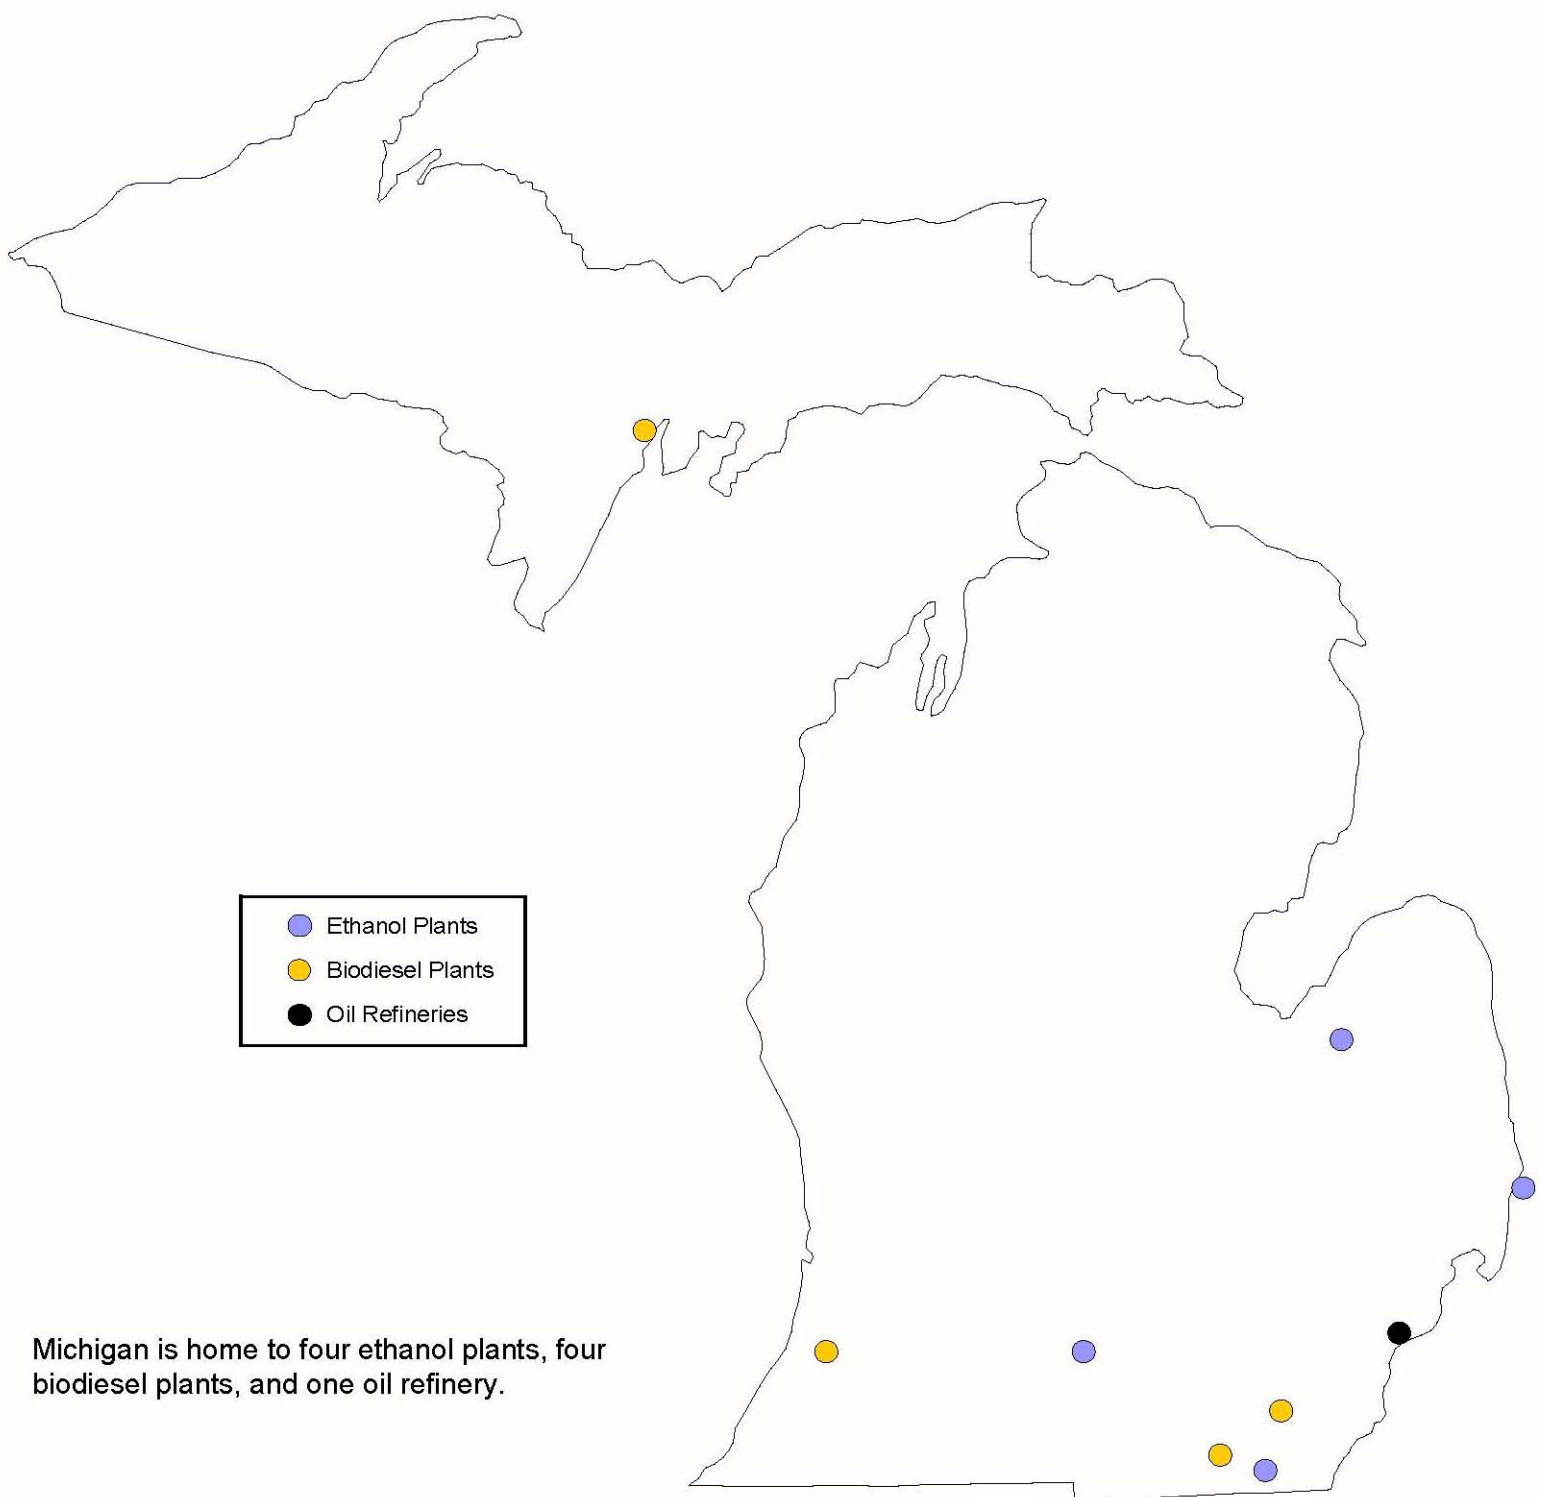 Ethanol Plants
Biodiesel Plants
Oil Refineries
Michigan is home to four ethanol plants, four
biodiesel plants, and one oil refinery.